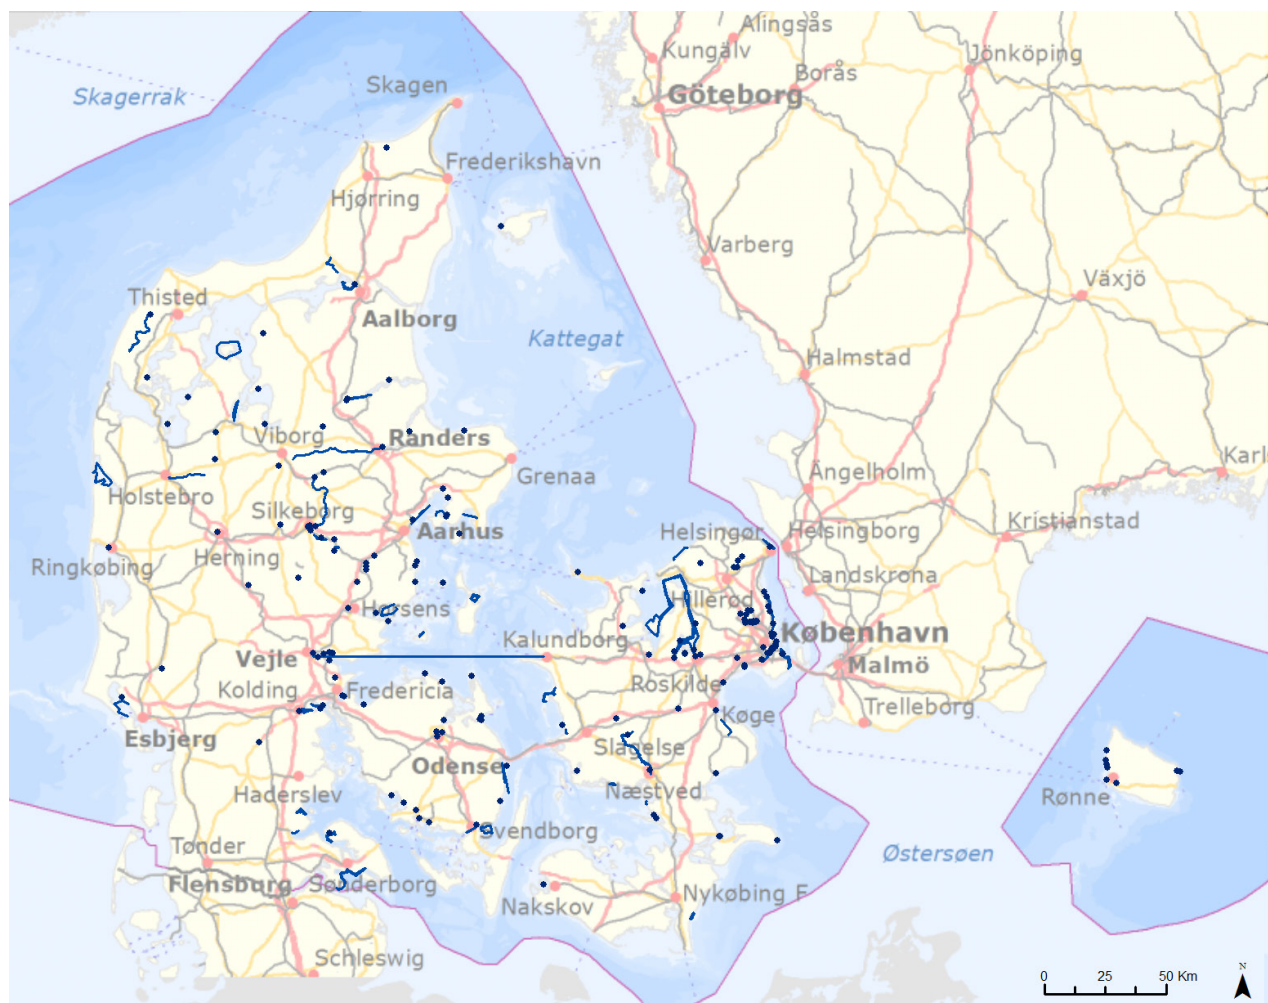 Alingsås
Kungälv
Jönköping
Borås
Göteborg
Skagen
Skagerrak
Frederikshavn
Hjørring
Varberg
Växjö
Thisted
Aalborg
Kattegat
Halmstad
Viborg
Randers
Grenaa
Karl
Ängelholm
Holstebro
Silkeborg
Kristianstad
Aarhus
Helsingør
Helsingborg
Herning
Ringkøbing
Landskrona
Hillerød
Horsens
København
Kalundborg
Vejle
Malmö
Roskilde
Kolding
Fredericia
Trelleborg
Køge
Esbjerg
Slagelse
Odense
Næstved
Haderslev
Rønne
Svendborg
Tønder
Østersøen
Flensburg
Sønderborg
Nykøbing F
Nakskov
Schleswig
0 25 50 Km
N